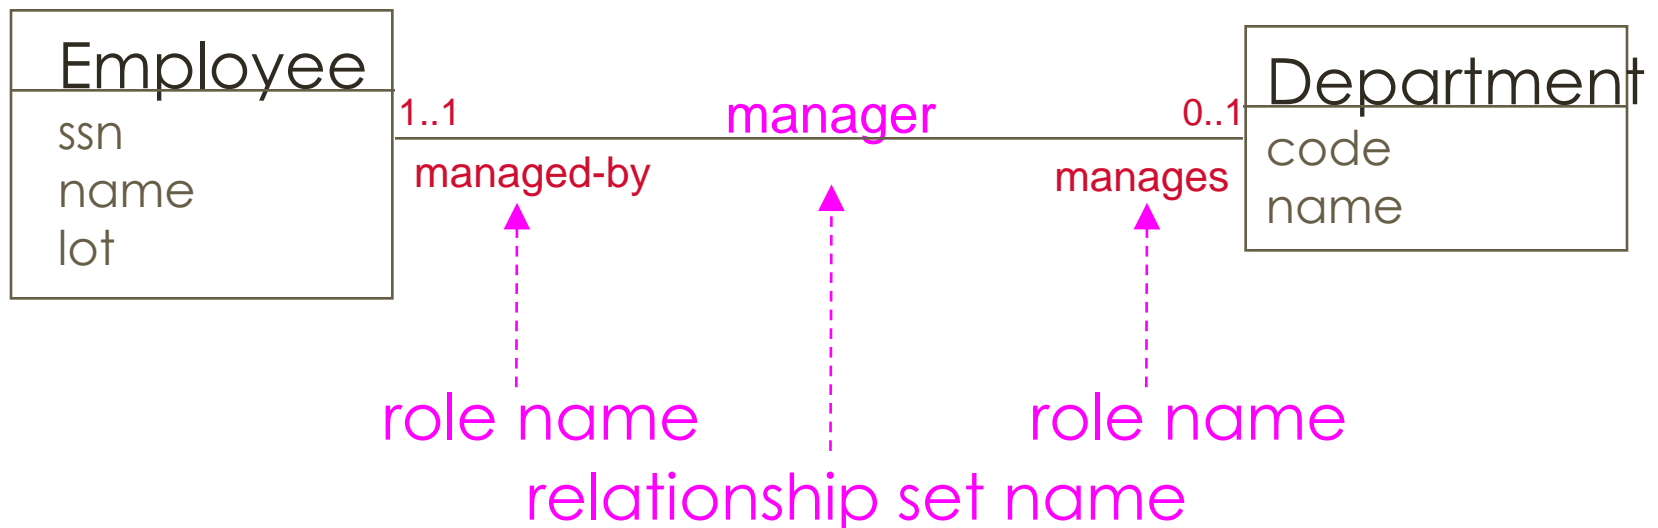 Employee
ssn
name
lot
1..1
managed-by
manager
0..1
manages
Department
code
name
role name
role name
relationship set name